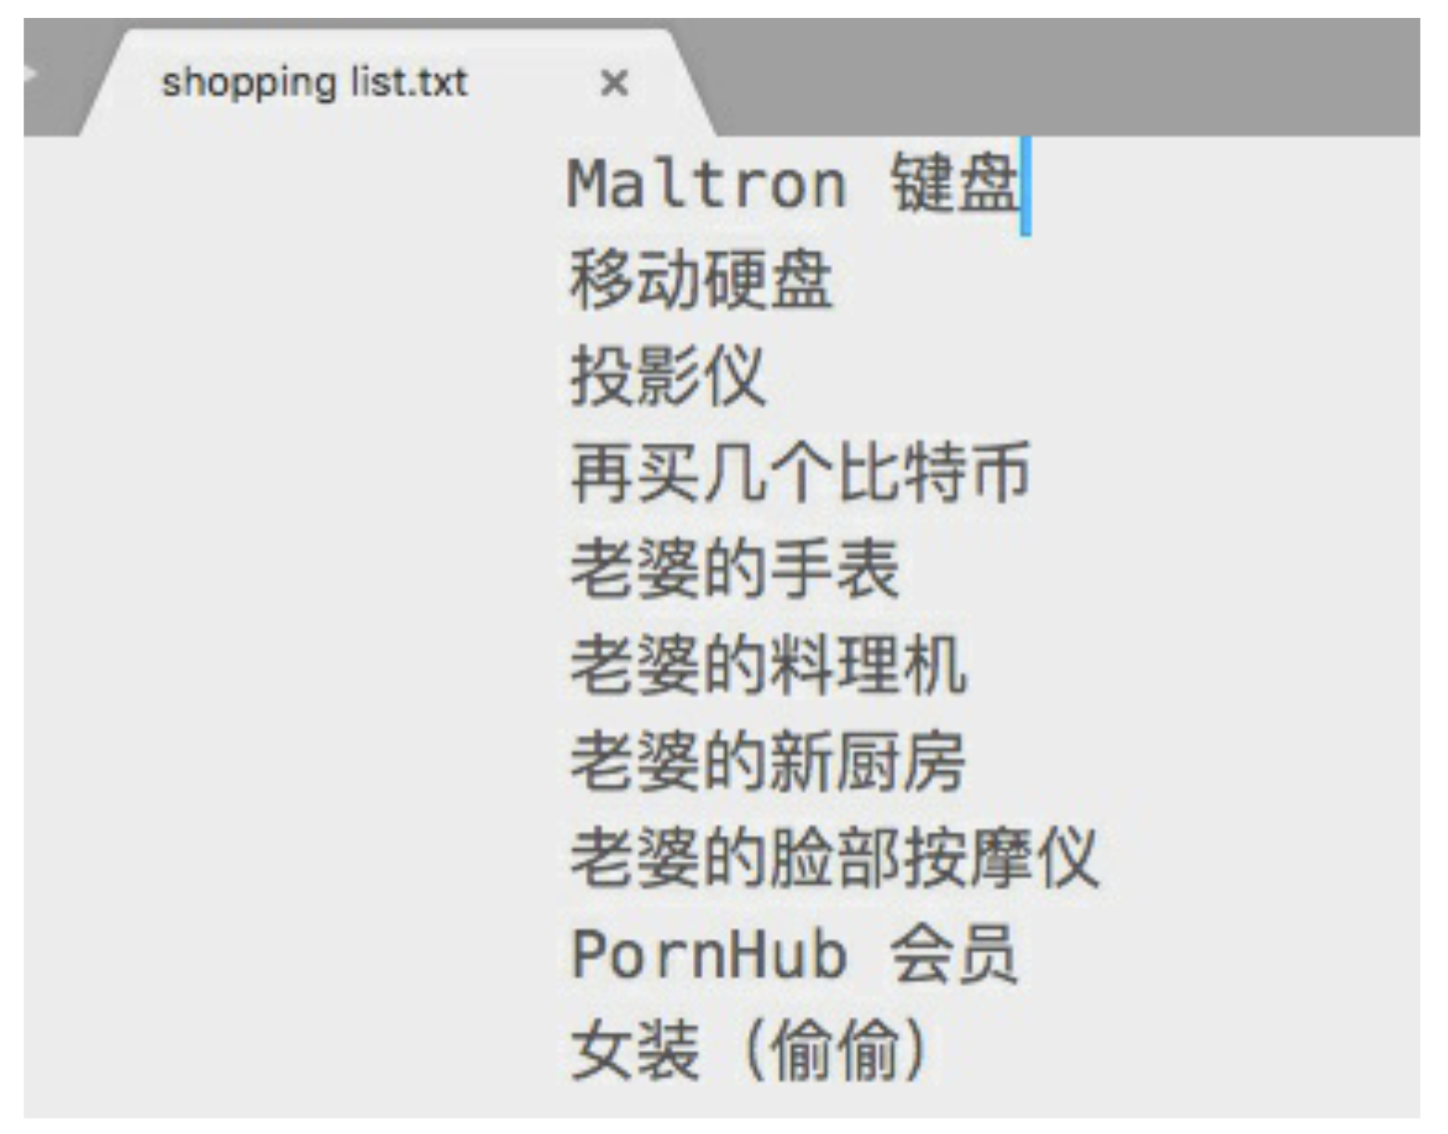 shopping list.txt ×
Maltron 键盘
移动硬盘
投影仪
再买几个比特币
老婆的手表
老婆的料理机
老婆的新厨房
老婆的脸部按摩仪
PornHub 会员
女装（偷偷）